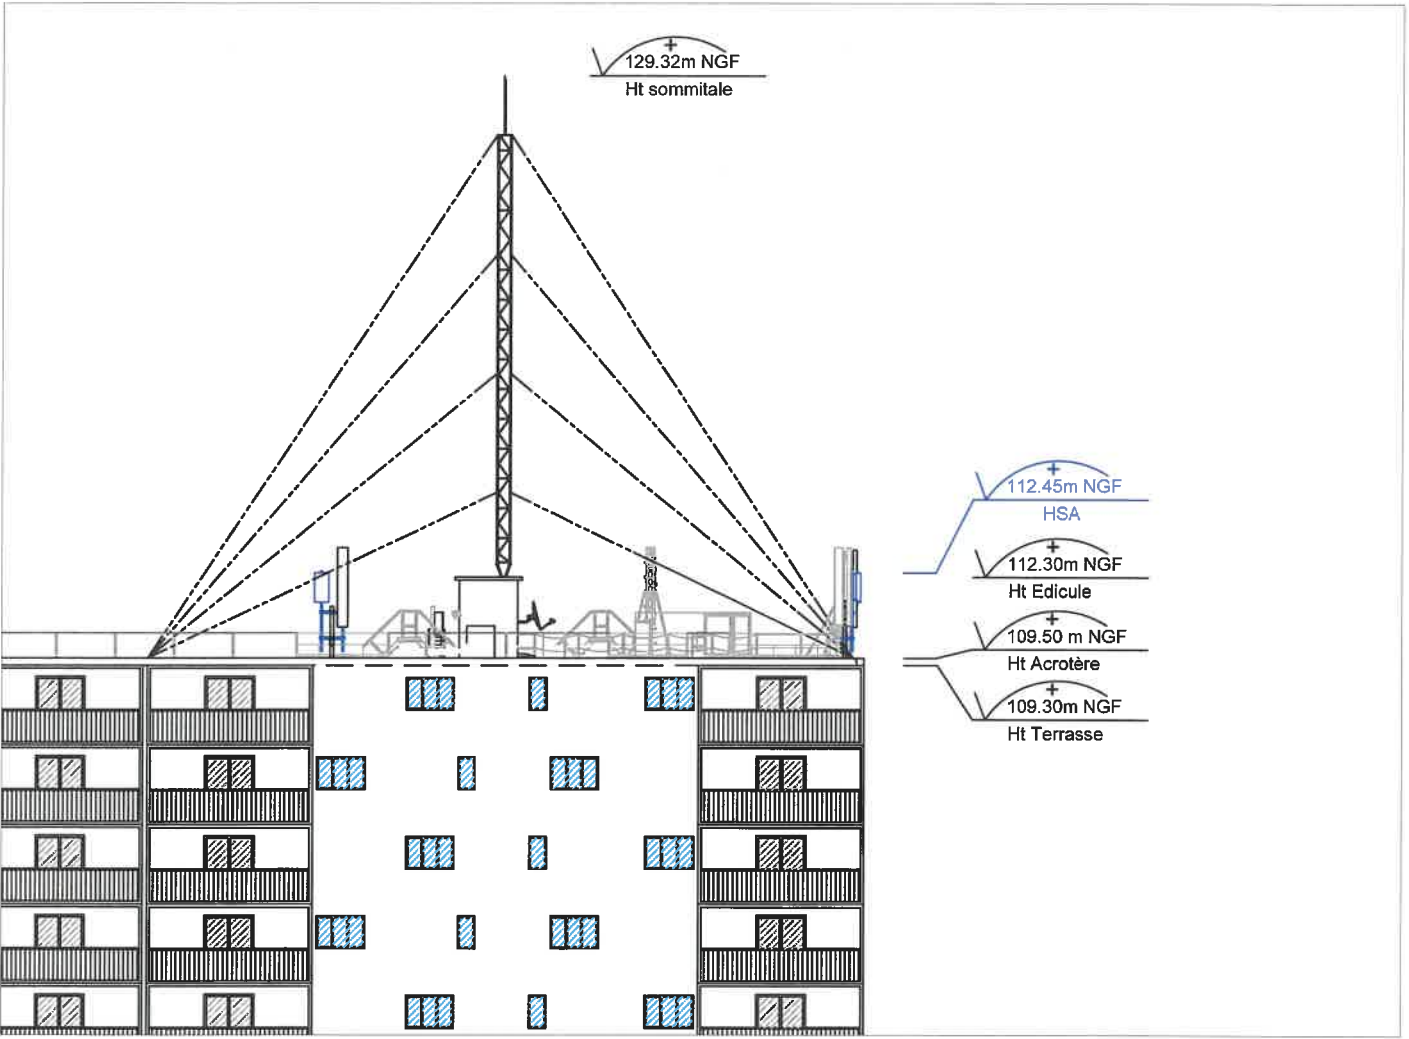 129.32m NGF
Ht sommitale
112.45m NGF
HSA
112.30m NGF
Ht Edicule
109.50 m NGF
Ht Acrotère
109.30m NGF
Ht Terrasse